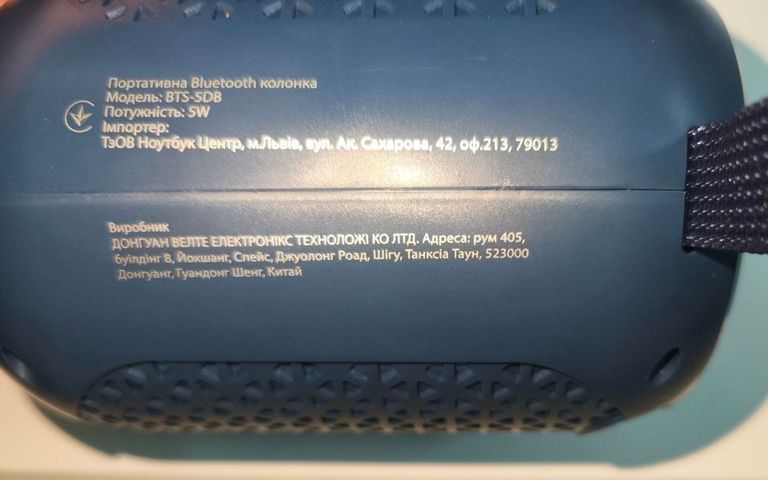 Портативна Bluetooth колонка
Модель: BTS-5DB
Потужність: 5W
Імпортер:
ТзОВ Ноутбук Центр, м.Львів, вул. Ак. Сахарова, 42, оф.213, 79013
Виробник
ДОНГУАН ВЕЛТЕ ЕЛЕКТРОНІКС ТЕХНОЛОЖІ КО ЛТД. Адреса: рум 405,
буілдінг 8, Йохшанг, Спейс, Джуолонг Роад, Шігу, Танксіа Таун, 523000
Донгуанг, Гуандонг Шенг, Китай